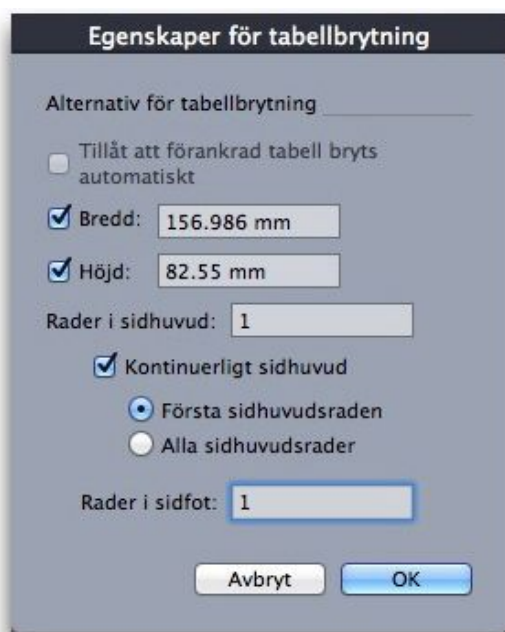 Egenskaper för tabellbrytning
Alternativ för tabellbrytning
Tillåt att förankrad tabell bryts
automatiskt
Bredd: 156.986 mm
Höjd: 82.55 mm
Rader i sidhuvud: 1
Kontinuerligt sidhuvud
Första sidhuvudsraden
Alla sidhuvudsrader
Rader i sidfot: 1
Avbryt OK